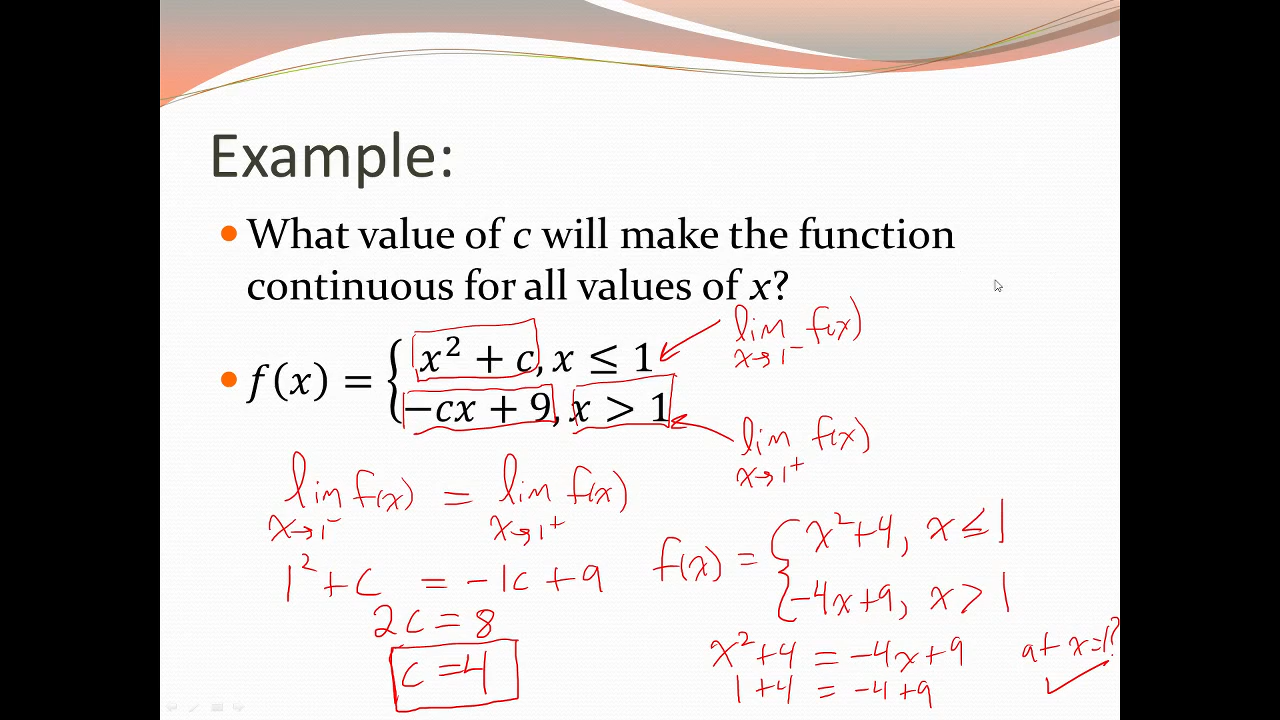 Example:
• What value of c will make the function
continuous for all values of x?
lim f(x)
x→1⁻
• f(x) = { x² + c, x ≤ 1
−cx + 9, x > 1
lim f(x)
x→1⁺
lim f(x) = lim f(x)
x→1⁻ x→1⁺
1² + c = −1c + 9
2c = 8
c = 4
f(x) = { x² + 4, x ≤ 1
−4x + 9, x > 1
x² + 4 = −4x + 9 at x = 1?
1 + 4 = −4 + 9 ✓